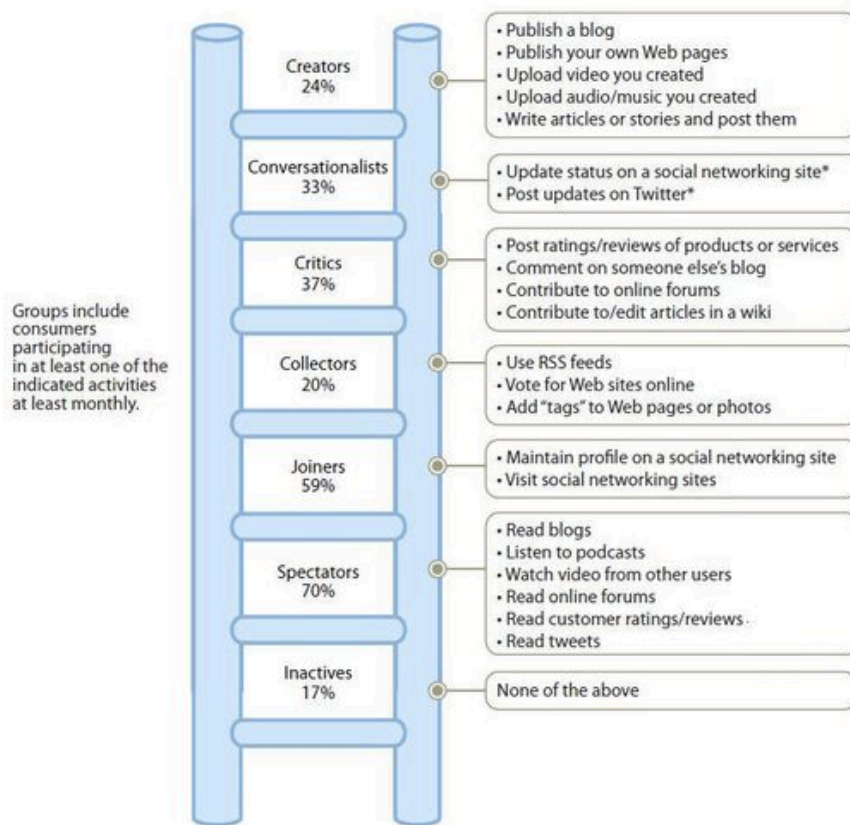 Groups include
consumers
participating
in at least one of the
indicated activities
at least monthly.
Creators
24%
• Publish a blog
• Publish your own Web pages
• Upload video you created
• Upload audio/music you created
• Write articles or stories and post them
Conversationalists
33%
• Update status on a social networking site*
• Post updates on Twitter*
Critics
37%
• Post ratings/reviews of products or services
• Comment on someone else's blog
• Contribute to online forums
• Contribute to/edit articles in a wiki
Collectors
20%
• Use RSS feeds
• Vote for Web sites online
• Add "tags" to Web pages or photos
Joiners
59%
• Maintain profile on a social networking site
• Visit social networking sites
Spectators
70%
• Read blogs
• Listen to podcasts
• Watch video from other users
• Read online forums
• Read customer ratings/reviews
• Read tweets
Inactives
17%
None of the above